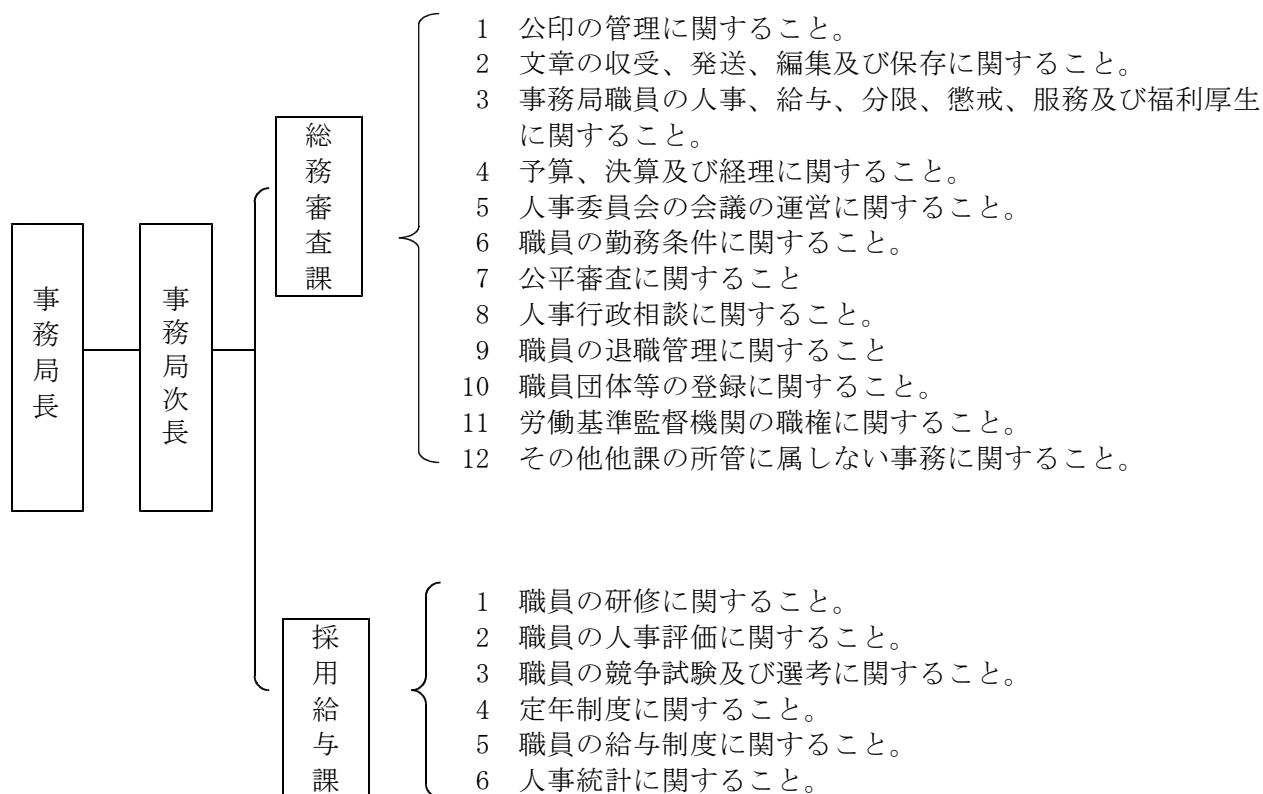 事務局長
事務局次長
総務審査課
1 公印の管理に関すること。
2 文章の収受、発送、編集及び保存に関すること。
3 事務局職員の人事、給与、分限、懲戒、服務及び福利厚生
に関すること。
4 予算、決算及び経理に関すること。
5 人事委員会の会議の運営に関すること。
6 職員の勤務条件に関すること。
7 公平審査に関すること
8 人事行政相談に関すること。
9 職員の退職管理に関すること
10 職員団体等の登録に関すること。
11 労働基準監督機関の職権に関すること。
12 その他他課の所管に属しない事務に関すること。
採用給与課
1 職員の研修に関すること。
2 職員の人事評価に関すること。
3 職員の競争試験及び選考に関すること。
4 定年制度に関すること。
5 職員の給与制度に関すること。
6 人事統計に関すること。